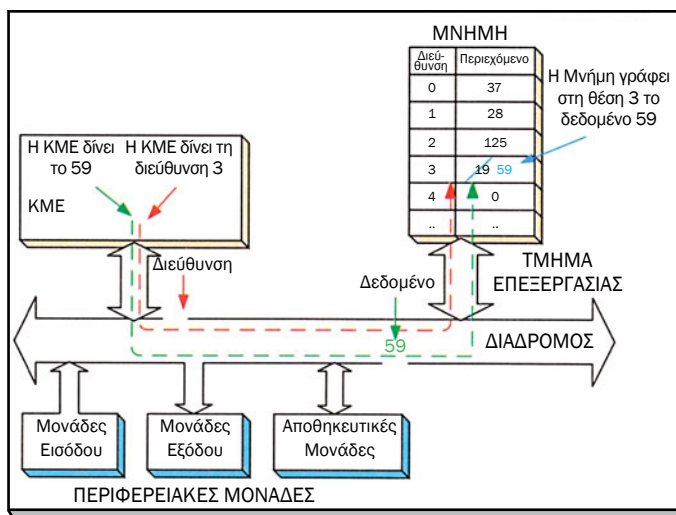 ΜΝΗΜΗ
Διεύ-
θυνση
Περιεχόμενο
0 37
1 28
2 125
3 19 59
4 0
.. ..
Η Μνήμη γράφει
στη θέση 3 το
δεδομένο 59
Η ΚΜΕ δίνει
το 59
Η ΚΜΕ δίνει τη
διεύθυνση 3
ΚΜΕ
Διεύθυνση
Δεδομένο
ΤΜΗΜΑ
ΕΠΕΞΕΡΓΑΣΙΑΣ
59
ΔΙΑΔΡΟΜΟΣ
Μονάδες
Εισόδου
Μονάδες
Εξόδου
Αποθηκευτικές
Μονάδες
ΠΕΡΙΦΕΡΕΙΑΚΕΣ ΜΟΝΑΔΕΣ